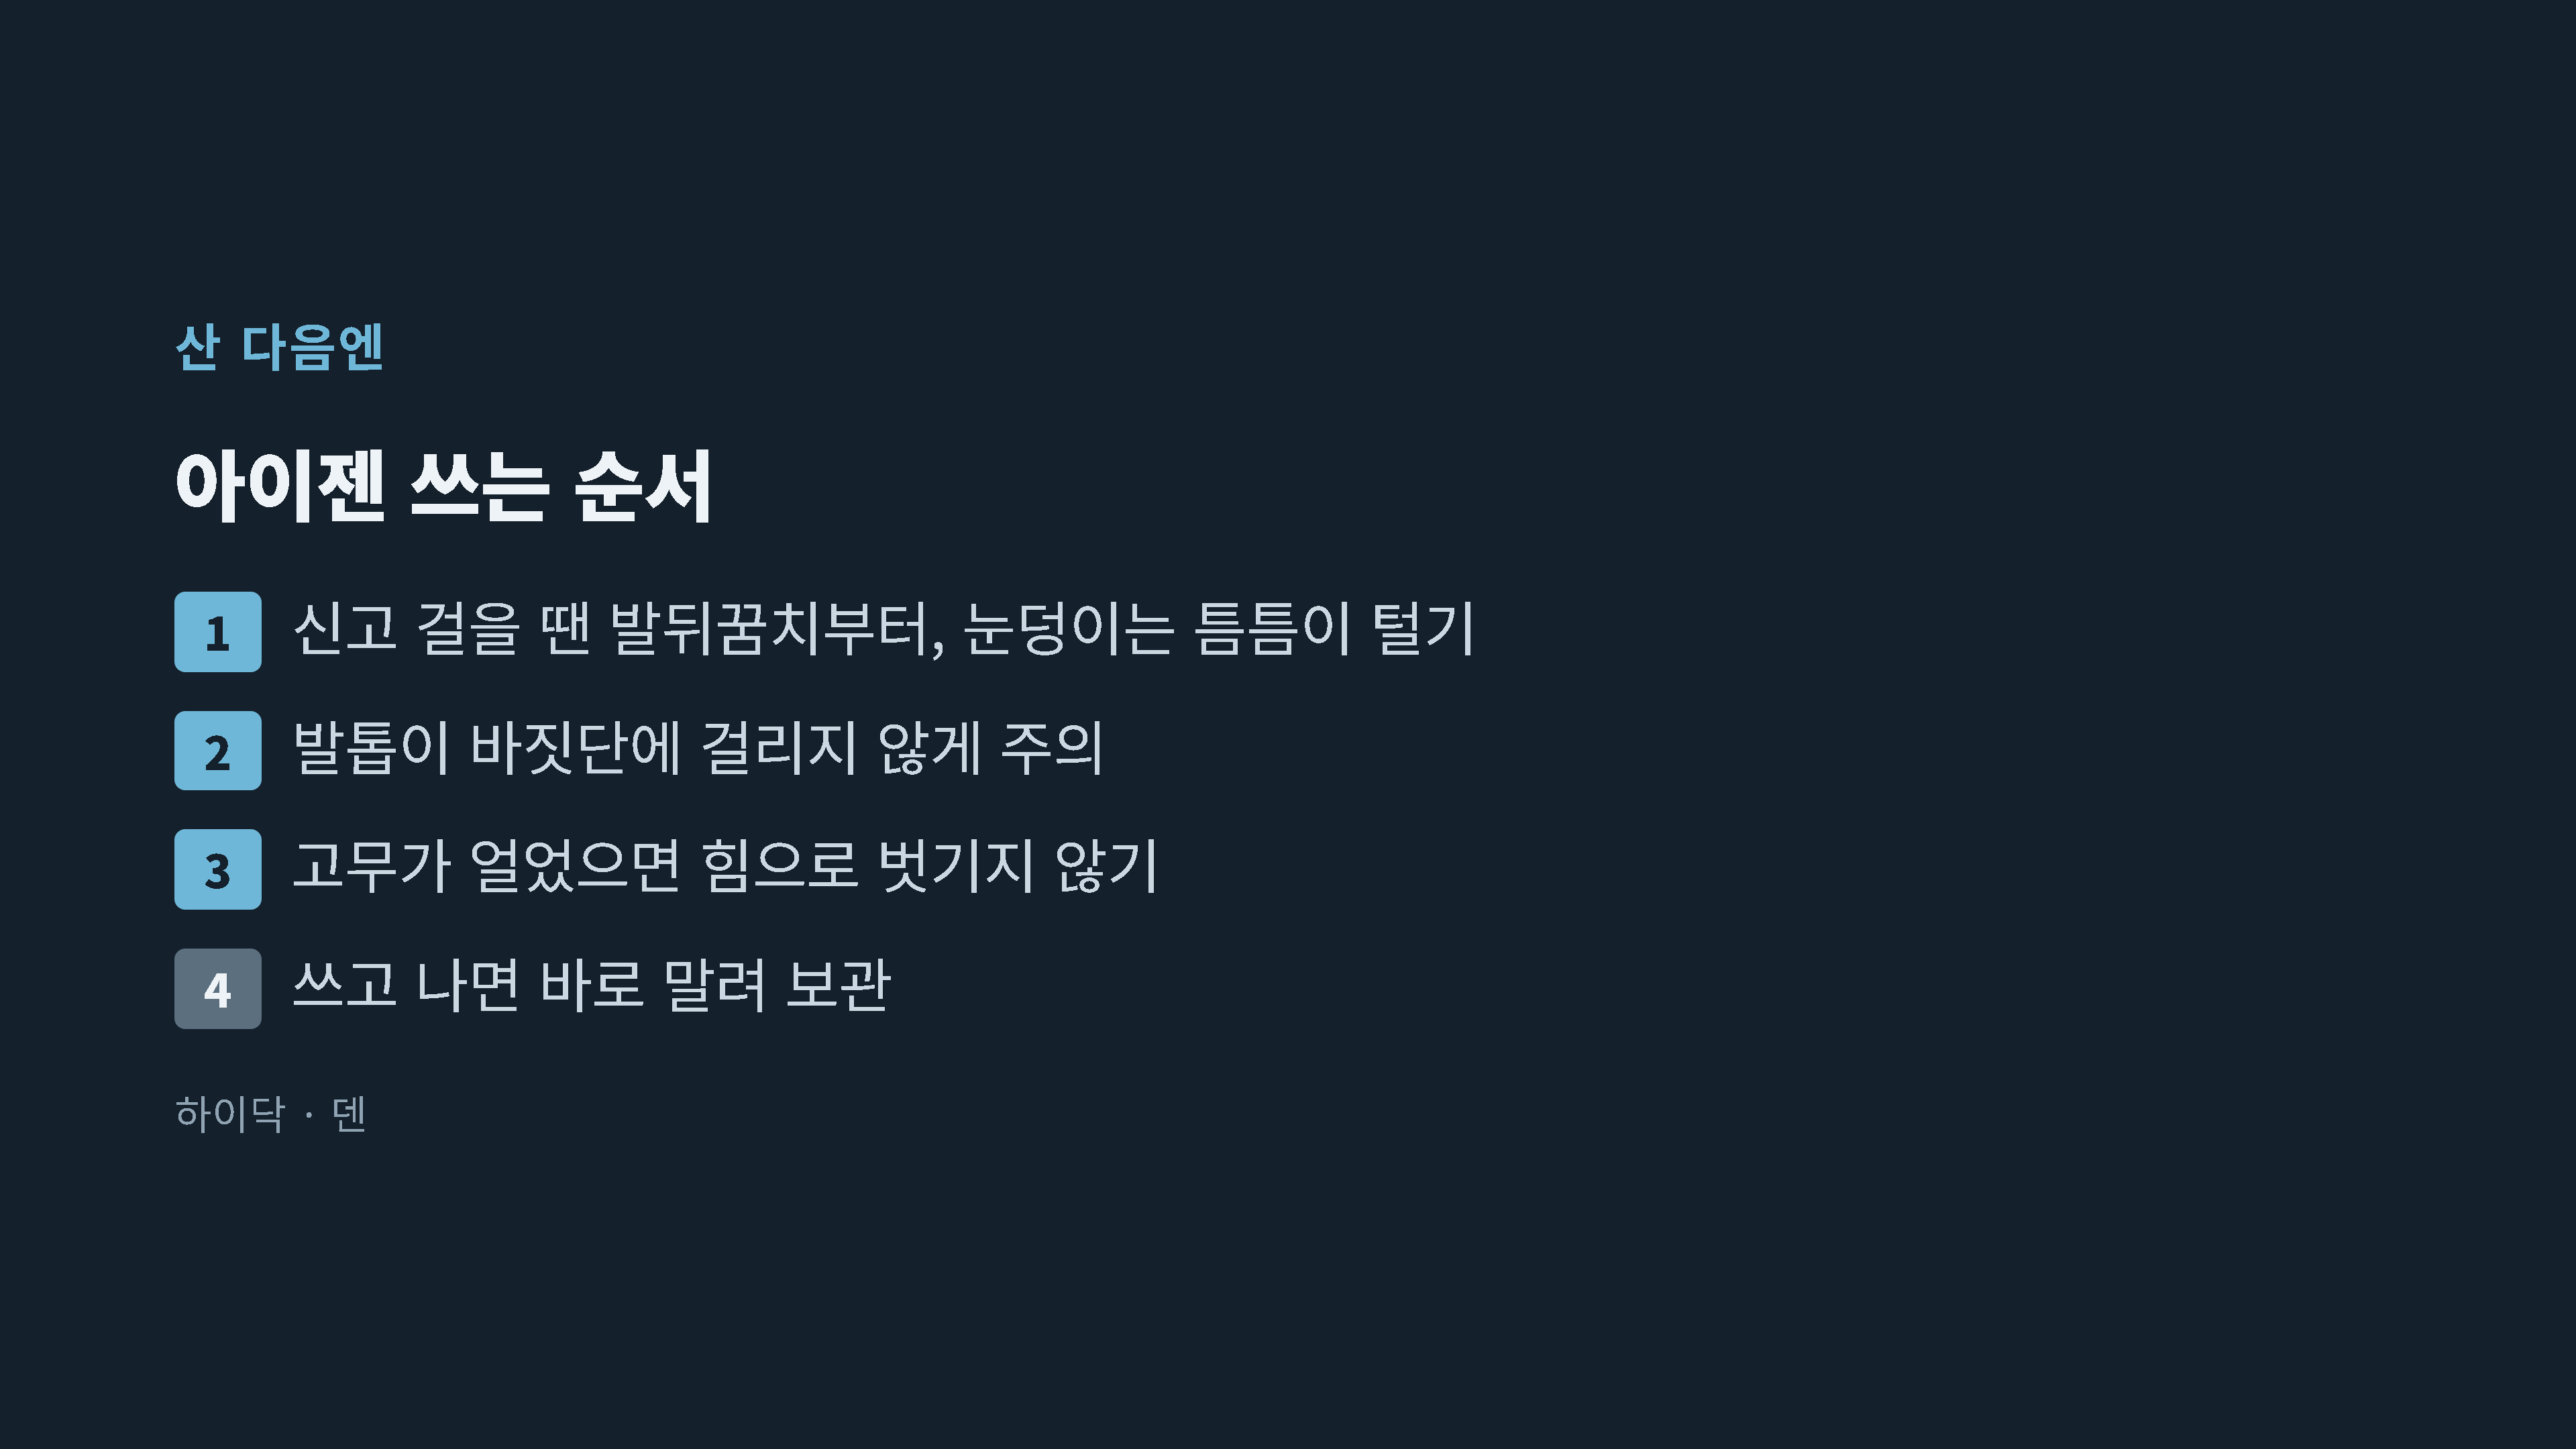 산 다음엔
아이젠 쓰는 순서
1 신고 걸을 땐 발뒤꿈치부터, 눈덩이는 틈틈이 털기
2 발톱이 바짓단에 걸리지 않게 주의
3 고무가 얼었으면 힘으로 벗기지 않기
4 쓰고 나면 바로 말려 보관
하이닥 · 덴